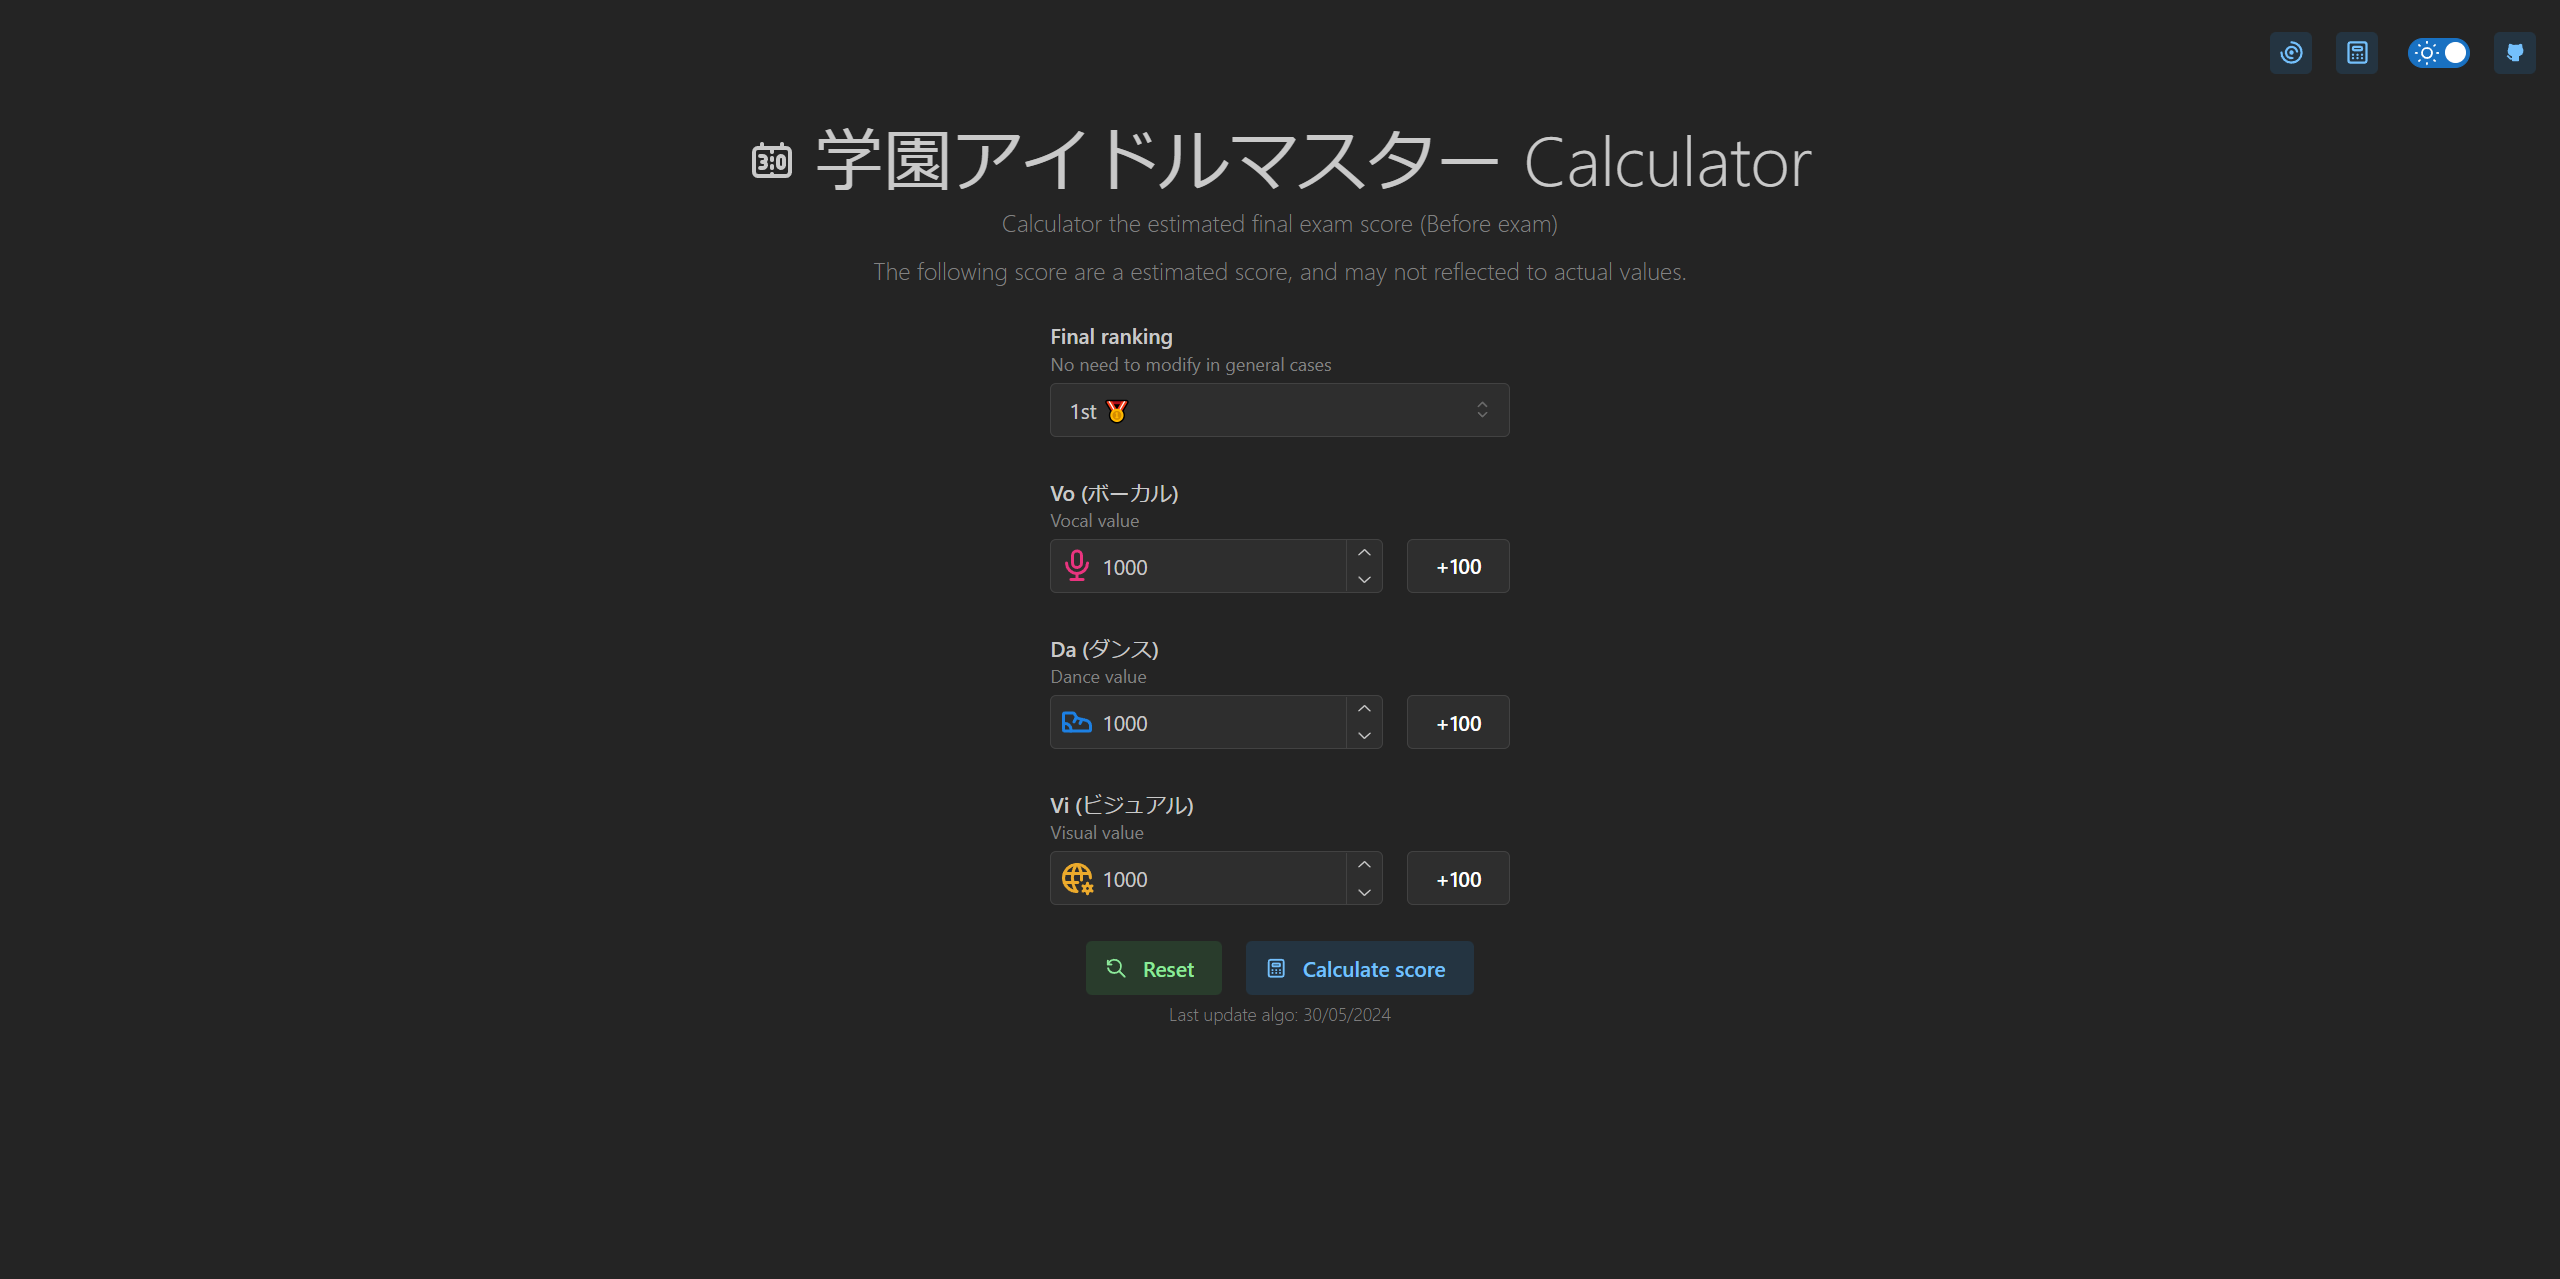 学園アイドルマスター Calculator
Calculator the estimated final exam score (Before exam)
The following score are a estimated score, and may not reflected to actual values.
Final ranking
No need to modify in general cases
1st 🏅
Vo (ボーカル)
Vocal value
1000
+100
Da (ダンス)
Dance value
1000
+100
Vi (ビジュアル)
Visual value
1000
+100
Reset
Calculate score
Last update algo: 30/05/2024